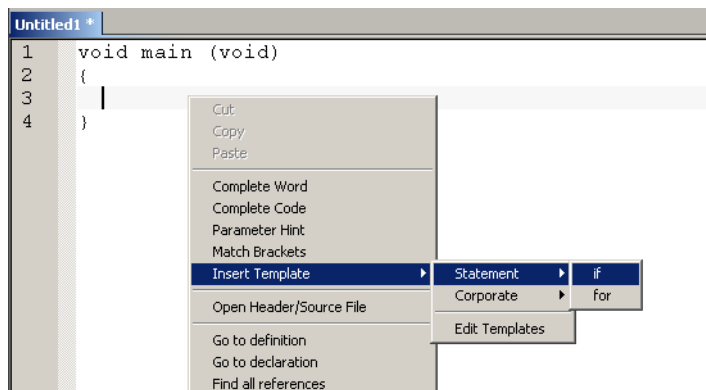 Untitled1 *
1 void main (void)
2 {
3
4 }
Cut
Copy
Paste
Complete Word
Complete Code
Parameter Hint
Match Brackets
Insert Template
Statement
if
Corporate
for
Edit Templates
Open Header/Source File
Go to definition
Go to declaration
Find all references